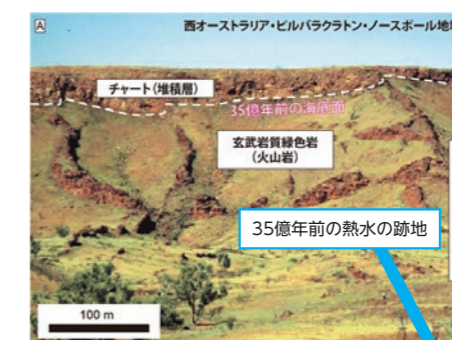 A
西オーストラリア・ピルバラクラトン・ノースポール地
チャート(堆積層)
35億年前の海底面
玄武岩質緑色岩
(火山岩)
35億年前の熱水の跡地
100 m